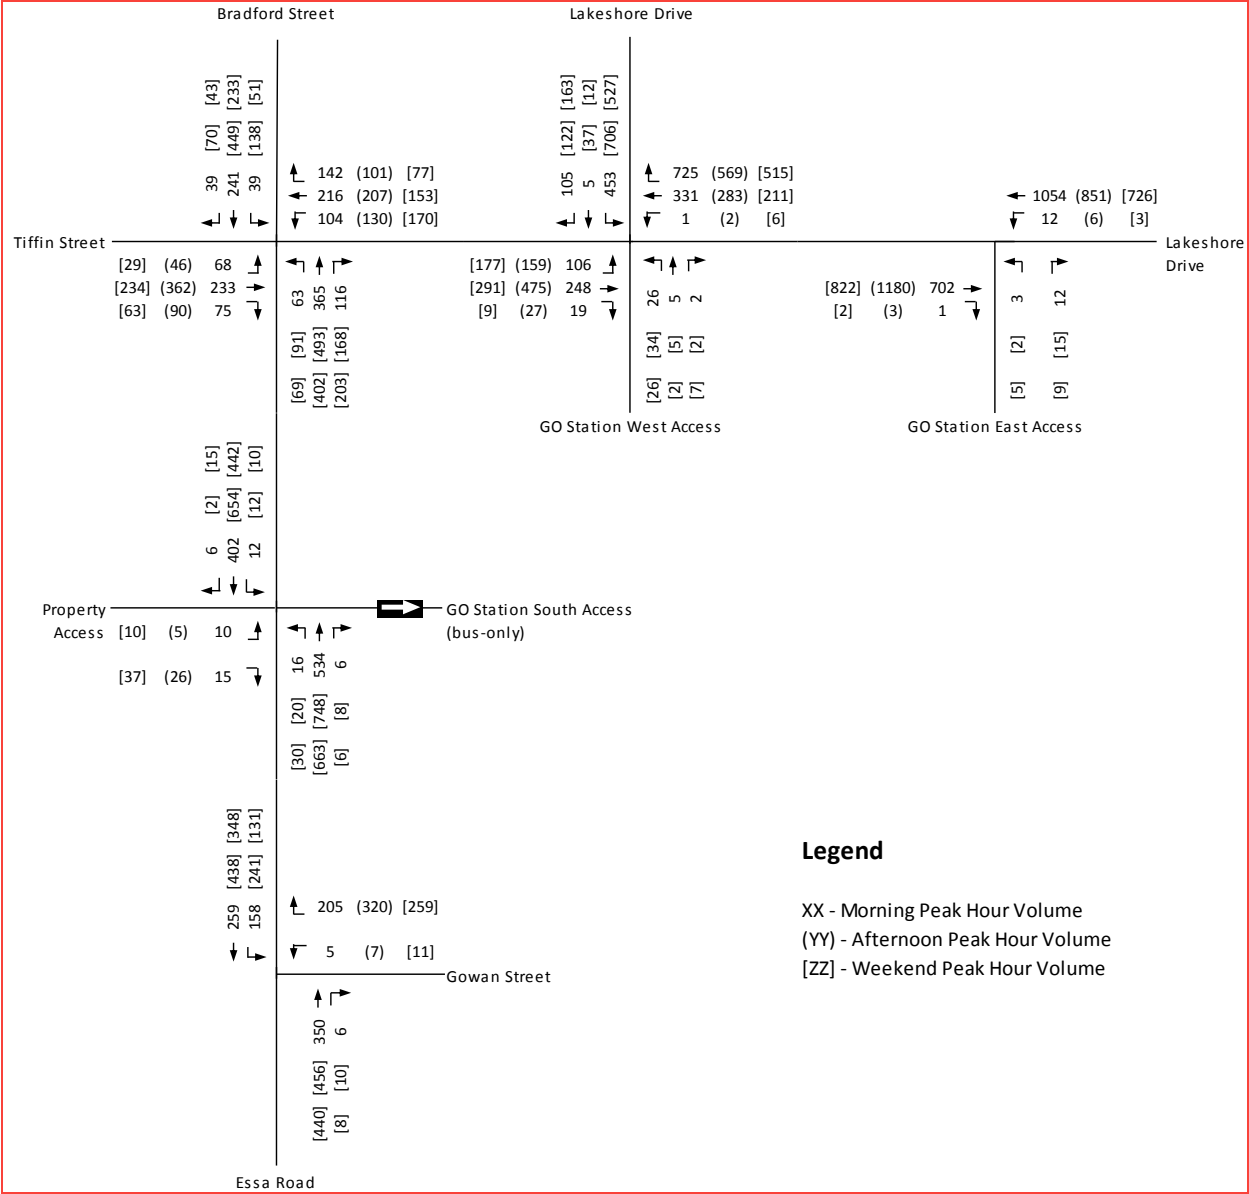 Bradford Street
Lakeshore Drive
[43] [233] [51]
[70] [449] [138]
39 241 39
[163] [12] [527]
[122] [37] [706]
105 5 453
142 (101) [77]
216 (207) [153]
104 (130) [170]
725 (569) [515]
331 (283) [211]
1 (2) [6]
1054 (851) [726]
12 (6) [3]
Tiffin Street
Lakeshore
Drive
[29] (46) 68
[234] (362) 233
[63] (90) 75
63 365 116
[91] [493] [168]
[69] [402] [203]
[177] (159) 106
[291] (475) 248
[9] (27) 19
26 5 2
[34] [5] [2]
[26] [2] [7]
[822] (1180) 702
[2] (3) 1
3 12
[2] [15]
[5] [9]
GO Station West Access
GO Station East Access
[15] [442] [10]
[2] [654] [12]
6 402 12
Property
Access
GO Station South Access
(bus-only)
[10] (5) 10
[37] (26) 15
16 534 6
[20] [748] [8]
[30] [663] [6]
[348] [131]
[438] [241]
259 158
205 (320) [259]
5 (7) [11]
Gowan Street
350 6
[456] [10]
[440] [8]
Essa Road
Legend
XX - Morning Peak Hour Volume
(YY) - Afternoon Peak Hour Volume
[ZZ] - Weekend Peak Hour Volume